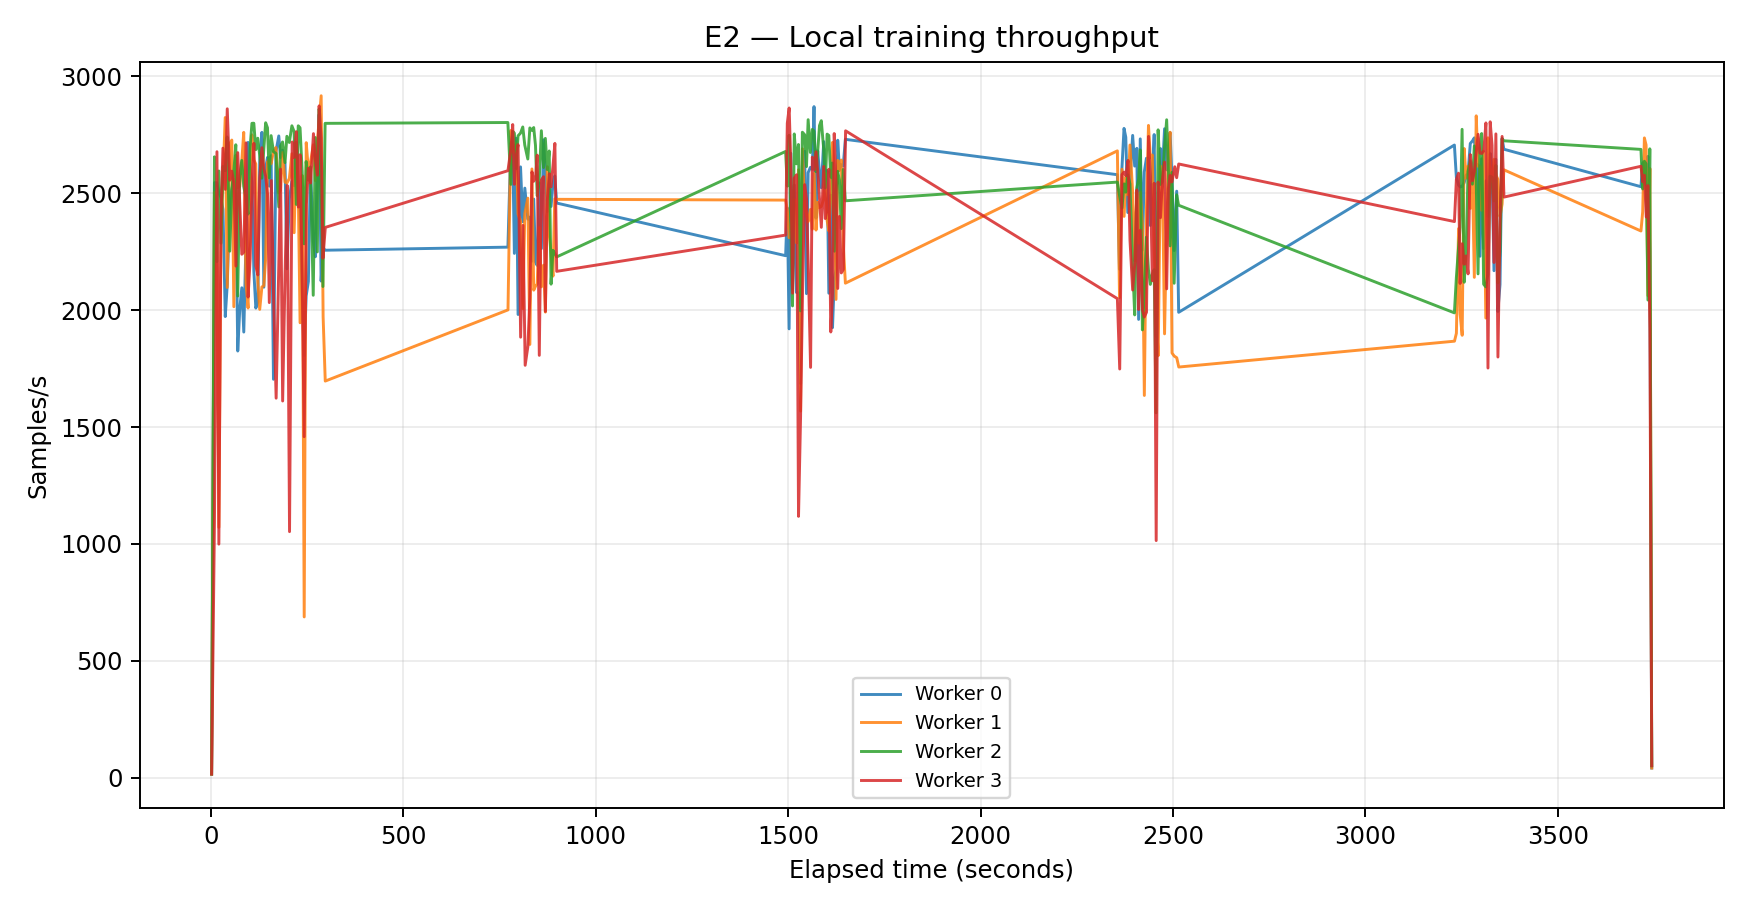 E2 — Local training throughput
3000
2500
2000
1500
1000
500
0
Samples/s
Worker 0
Worker 1
Worker 2
Worker 3
0 500 1000 1500 2000 2500 3000 3500
Elapsed time (seconds)